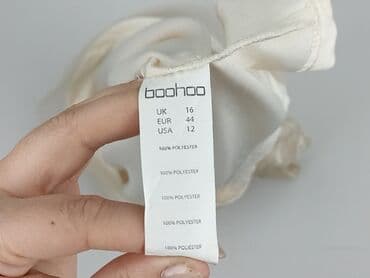 boohoo
UK 16
EUR 44
USA 12
100% POLYESTER
100% POLYESTER
100% POLYESTER
100% POLYESTER
100% POLYESTER